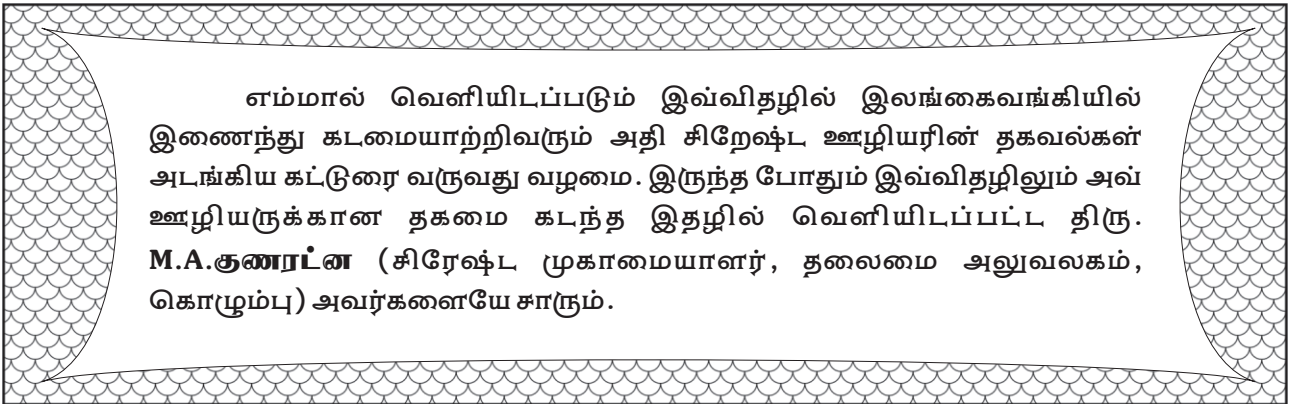 எம்மால் வெளியிடப்படும் இவ்விதழில் இலங்கைவங்கியில்
இணைந்து கடமையாற்றிவரும் அதி சிறேஷ்ட ஊழியரின் தகவல்கள்
அடங்கிய கட்டுரை வருவது வழமை. இருந்த போதும் இவ்விதழிலும் அவ்
ஊழியருக்கான தகமை கடந்த இதழில் வெளியிடப்பட்ட திரு.
M.A.குணரட்ன (சிரேஷ்ட முகாமையாளர், தலைமை அலுவலகம்,
கொழும்பு) அவர்களையே சாரும்.